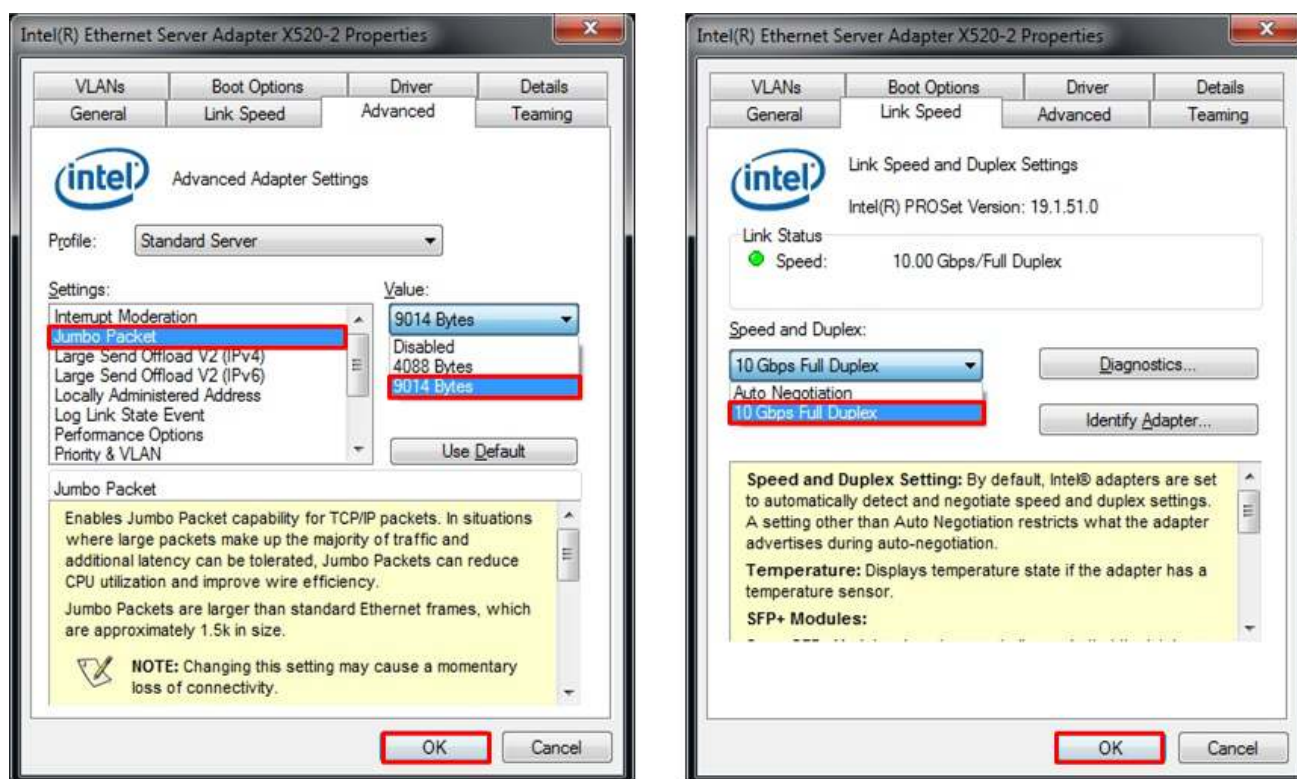 Intel(R) Ethernet Server Adapter X520-2 Properties
VLANs Boot Options Driver Details
General Link Speed Advanced Teaming
intel
Advanced Adapter Settings
Profile: Standard Server
Settings:
Interrupt Moderation
Jumbo Packet
Large Send Offload V2 (IPv4)
Large Send Offload V2 (IPv6)
Locally Administered Address
Log Link State Event
Performance Options
Priority & VLAN
Value:
9014 Bytes
Disabled
4088 Bytes
9014 Bytes
Use Default
Jumbo Packet
Enables Jumbo Packet capability for TCP/IP packets. In situations
where large packets make up the majority of traffic and
additional latency can be tolerated, Jumbo Packets can reduce
CPU utilization and improve wire efficiency.
Jumbo Packets are larger than standard Ethernet frames, which
are approximately 1.5k in size.
NOTE: Changing this setting may cause a momentary
loss of connectivity.
OK Cancel
Intel(R) Ethernet Server Adapter X520-2 Properties
VLANs Boot Options Driver Details
General Link Speed Advanced Teaming
intel
Link Speed and Duplex Settings
Intel(R) PROSet Version: 19.1.51.0
Link Status
Speed: 10.00 Gbps/Full Duplex
Speed and Duplex:
10 Gbps Full Duplex
Auto Negotiation
10 Gbps Full Duplex
Diagnostics...
Identify Adapter...
Speed and Duplex Setting: By default, Intel® adapters are set
to automatically detect and negotiate speed and duplex settings.
A setting other than Auto Negotiation restricts what the adapter
advertises during auto-negotiation.
Temperature: Displays temperature state if the adapter has a
temperature sensor.
SFP+ Modules:
OK Cancel